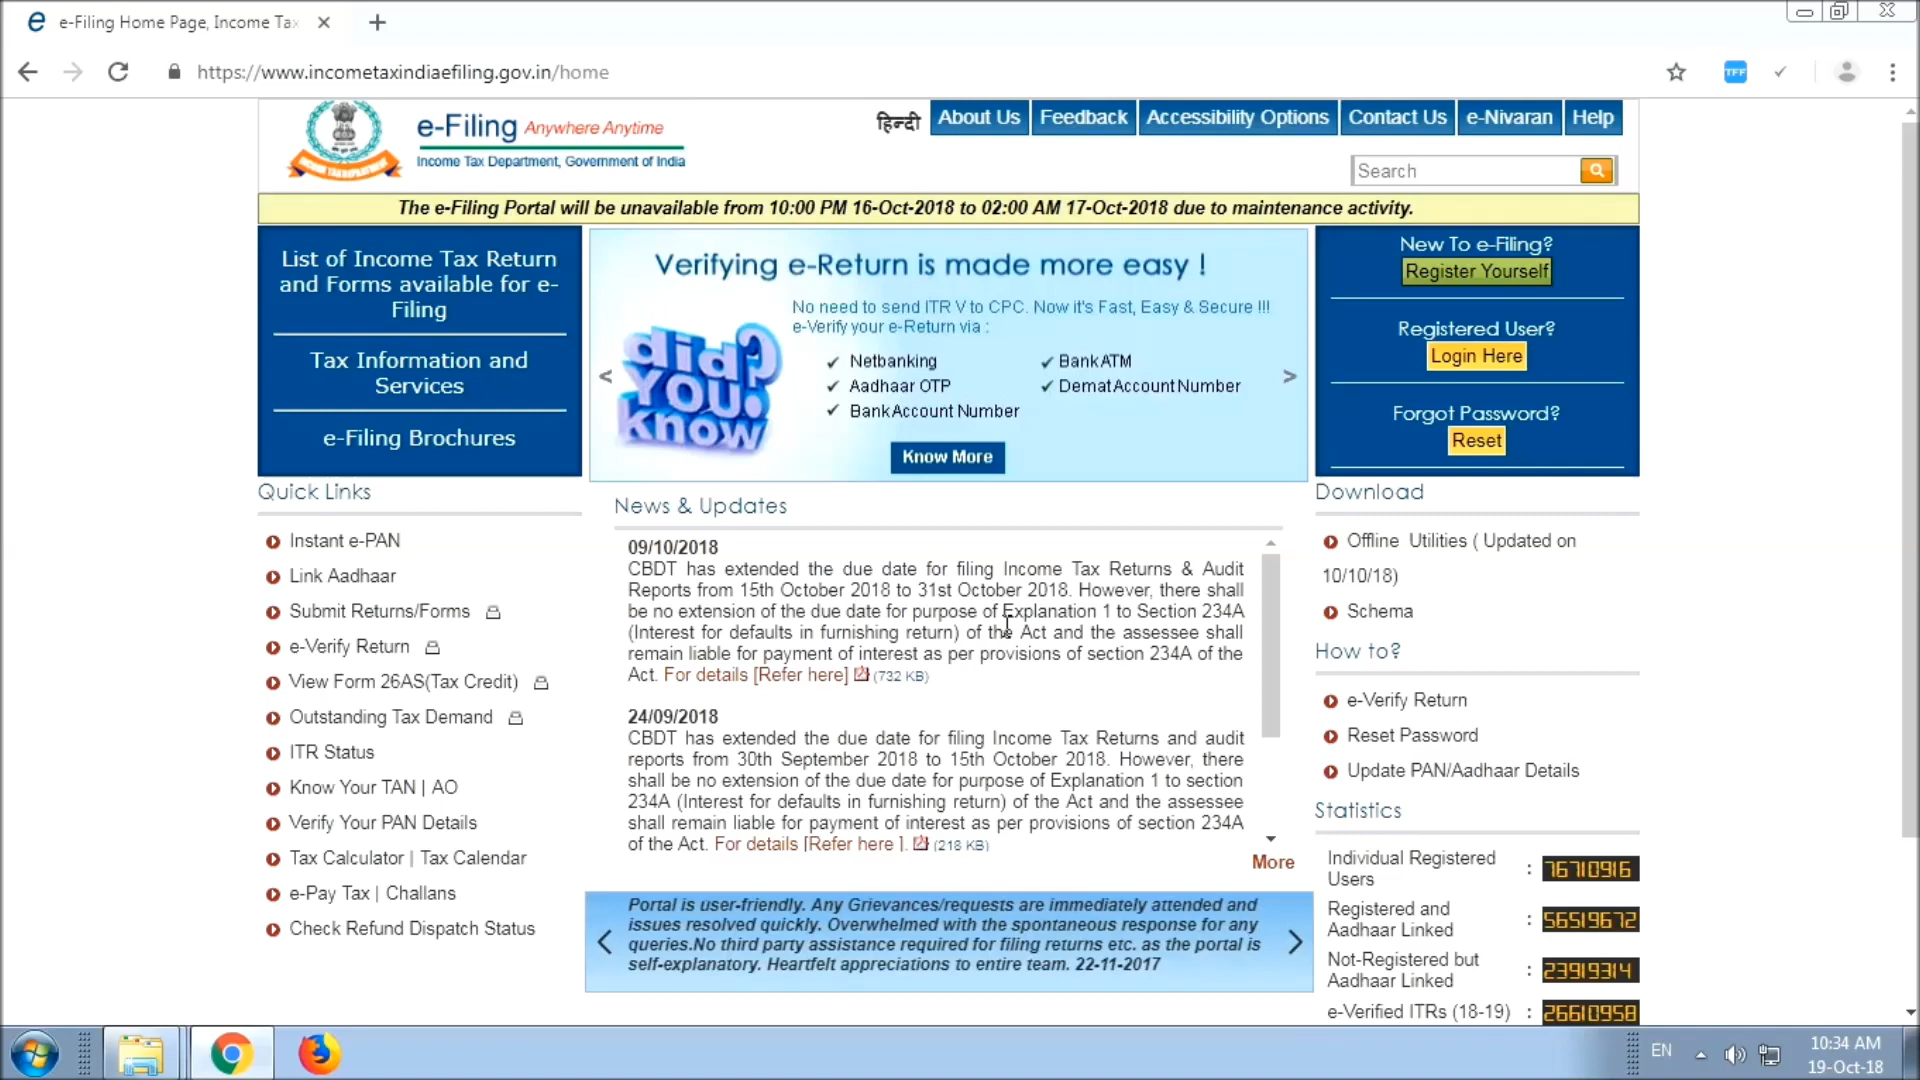 e-Filing Home Page, Income Tax
https://www.incometaxindiaefiling.gov.in/home
TFF
e-Filing Anywhere Anytime
Income Tax Department, Government of India
हिन्दी
About Us
Feedback
Accessibility Options
Contact Us
e-Nivaran
Help
Search
The e-Filing Portal will be unavailable from 10:00 PM 16-Oct-2018 to 02:00 AM 17-Oct-2018 due to maintenance activity.
List of Income Tax Return
and Forms available for e-
Filing
Tax Information and
Services
e-Filing Brochures
Verifying e-Return is made more easy !
No need to send ITR V to CPC. Now it's Fast, Easy & Secure !!!
e-Verify your e-Return via :
✓ Netbanking
✓ Bank ATM
✓ Aadhaar OTP
✓ Demat Account Number
✓ Bank Account Number
did
YOU
know
?
Know More
New To e-Filing?
Register Yourself
Registered User?
Login Here
Forgot Password?
Reset
Quick Links
Instant e-PAN
Link Aadhaar
Submit Returns/Forms
e-Verify Return
View Form 26AS(Tax Credit)
Outstanding Tax Demand
ITR Status
Know Your TAN | AO
Verify Your PAN Details
Tax Calculator | Tax Calendar
e-Pay Tax | Challans
Check Refund Dispatch Status
News & Updates
09/10/2018
CBDT has extended the due date for filing Income Tax Returns & Audit
Reports from 15th October 2018 to 31st October 2018. However, there shall
be no extension of the due date for purpose of Explanation 1 to Section 234A
(Interest for defaults in furnishing return) of the Act and the assessee shall
remain liable for payment of interest as per provisions of section 234A of the
Act. For details [Refer here] (732 KB)
24/09/2018
CBDT has extended the due date for filing Income Tax Returns and audit
reports from 30th September 2018 to 15th October 2018. However, there
shall be no extension of the due date for purpose of Explanation 1 to section
234A (Interest for defaults in furnishing return) of the Act and the assessee
shall remain liable for payment of interest as per provisions of section 234A
of the Act. For details [Refer here ]. (218 KB)
More
Portal is user-friendly. Any Grievances/requests are immediately attended and
issues resolved quickly. Overwhelmed with the spontaneous response for any
queries.No third party assistance required for filing returns etc. as the portal is
self-explanatory. Heartfelt appreciations to entire team. 22-11-2017
Download
Offline Utilities ( Updated on
10/10/18)
Schema
How to?
e-Verify Return
Reset Password
Update PAN/Aadhaar Details
Statistics
Individual Registered
Users : 76710916
Registered and
Aadhaar Linked : 56519672
Not-Registered but
Aadhaar Linked : 23919314
e-Verified ITRs (18-19) : 26610958
EN
10:34 AM
19-Oct-18